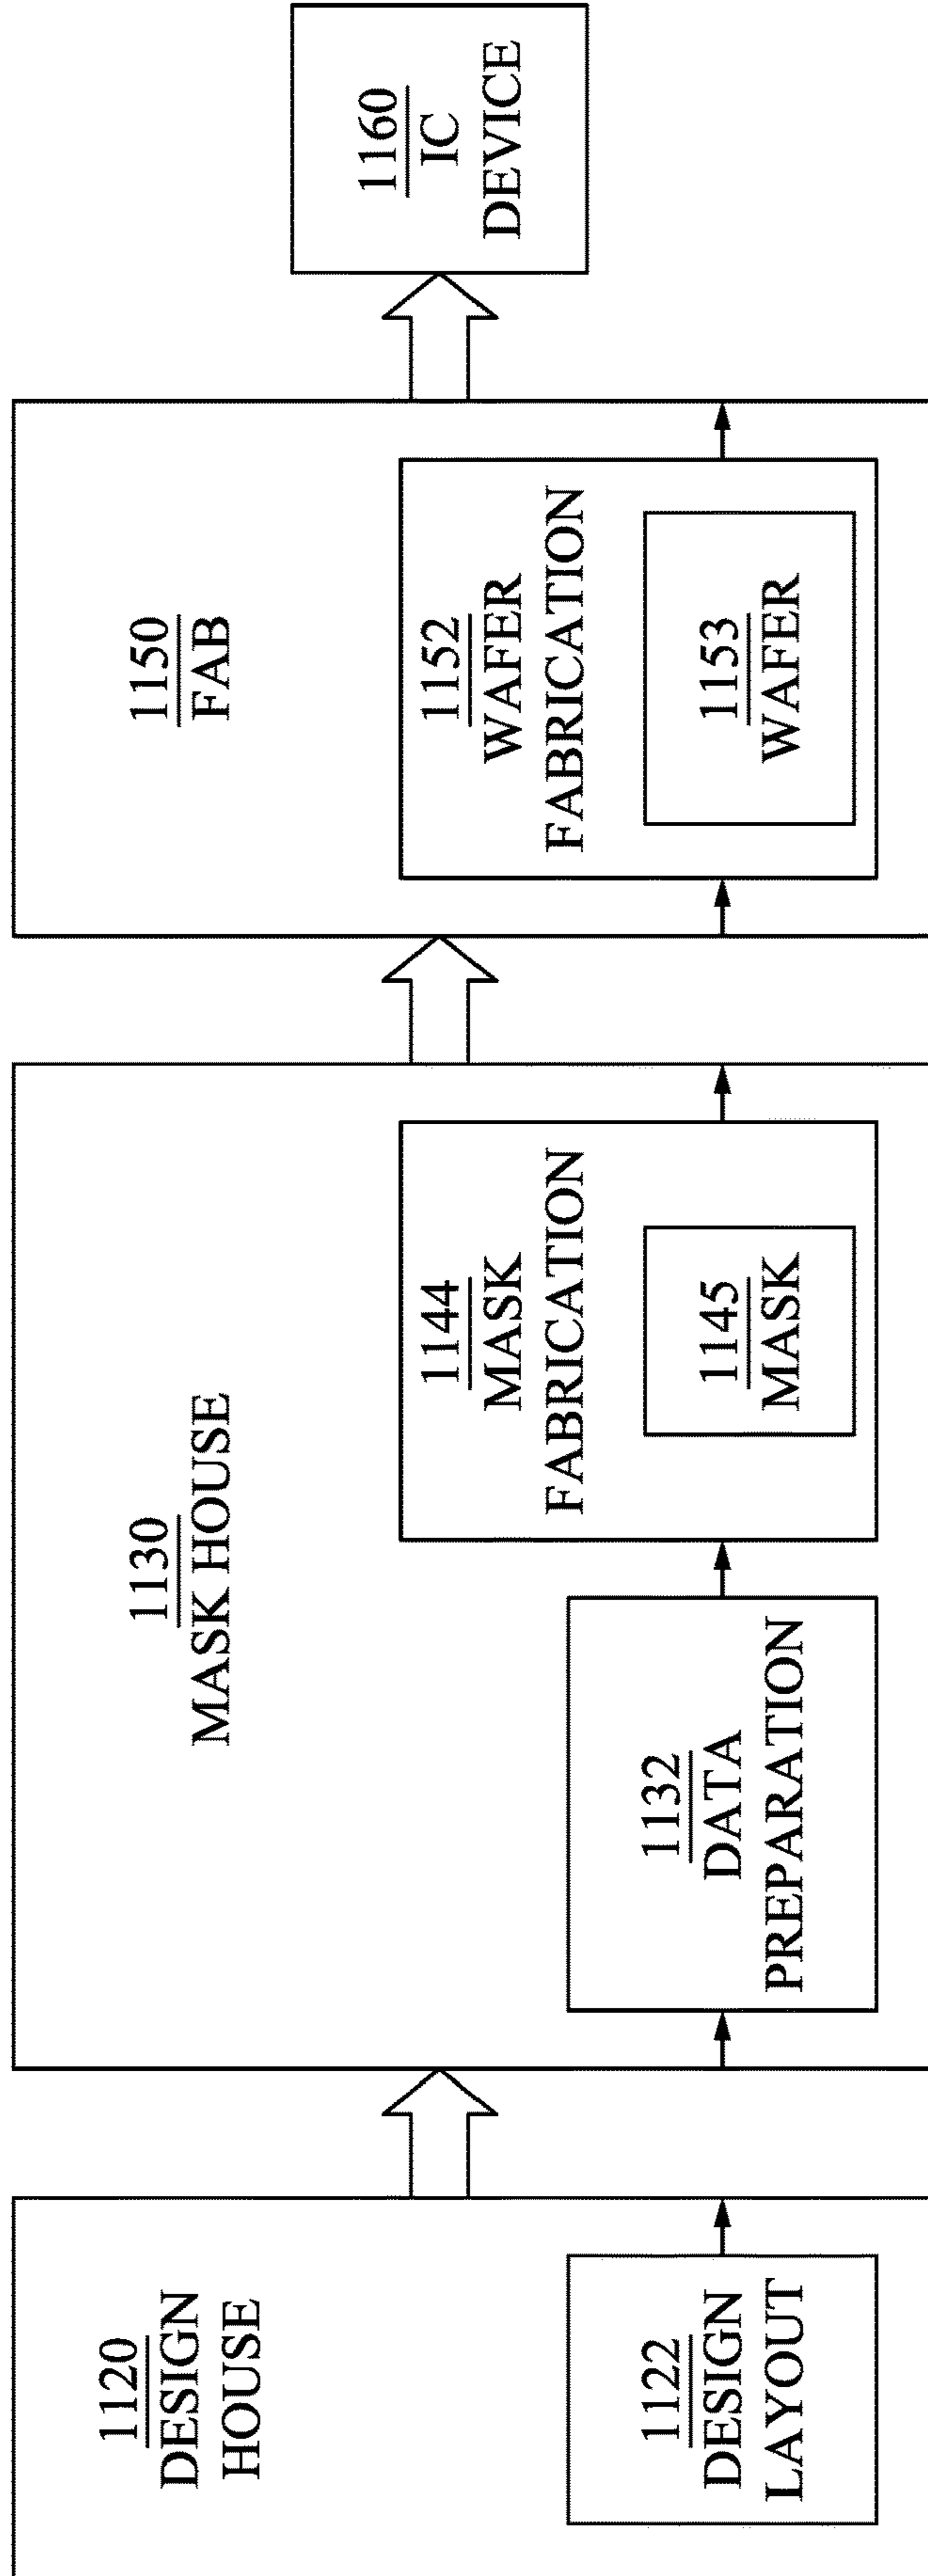 1120
DESIGN
HOUSE
1122
DESIGN
LAYOUT
1130
MASK HOUSE
1132
DATA
PREPARATION
1144
MASK
FABRICATION
1145
MASK
1150
FAB
1152
WAFER
FABRICATION
1153
WAFER
1160
IC
DEVICE